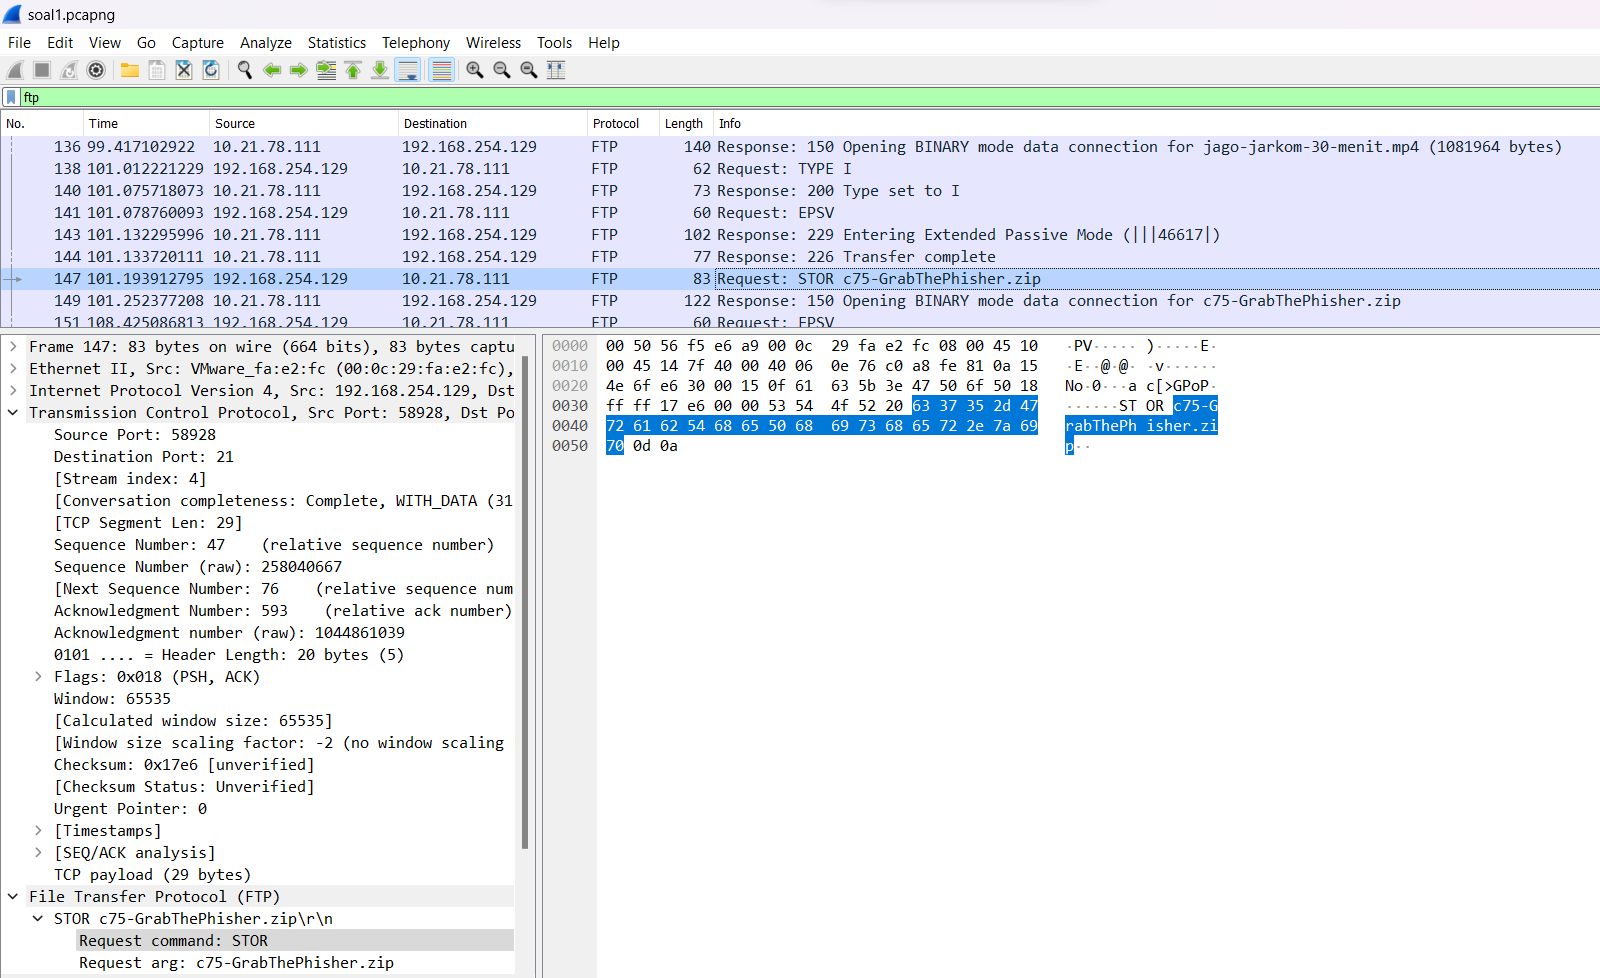 soal1.pcapng
File Edit View Go Capture Analyze Statistics Telephony Wireless Tools Help
ftp
No. Time Source Destination Protocol Length Info
136 99.417102922 10.21.78.111 192.168.254.129 FTP 140 Response: 150 Opening BINARY mode data connection for jago-jarkom-30-menit.mp4 (1081964 bytes)
138 101.012221229 192.168.254.129 10.21.78.111 FTP 62 Request: TYPE I
140 101.075718073 10.21.78.111 192.168.254.129 FTP 73 Response: 200 Type set to I
141 101.078760093 192.168.254.129 10.21.78.111 FTP 60 Request: EPSV
143 101.132295996 10.21.78.111 192.168.254.129 FTP 102 Response: 229 Entering Extended Passive Mode (|||46617|)
144 101.133720111 10.21.78.111 192.168.254.129 FTP 77 Response: 226 Transfer complete
147 101.193912795 192.168.254.129 10.21.78.111 FTP 83 Request: STOR c75-GrabThePhisher.zip
149 101.252377208 10.21.78.111 192.168.254.129 FTP 122 Response: 150 Opening BINARY mode data connection for c75-GrabThePhisher.zip
151 108.425086813 192.168.254.129 10.21.78.111 FTP 60 Request: EPSV
Frame 147: 83 bytes on wire (664 bits), 83 bytes captu
Ethernet II, Src: VMware_fa:e2:fc (00:0c:29:fa:e2:fc),
Internet Protocol Version 4, Src: 192.168.254.129, Dst
Transmission Control Protocol, Src Port: 58928, Dst Po
Source Port: 58928
Destination Port: 21
[Stream index: 4]
[Conversation completeness: Complete, WITH_DATA (31
[TCP Segment Len: 29]
Sequence Number: 47 (relative sequence number)
Sequence Number (raw): 258040667
[Next Sequence Number: 76 (relative sequence num
Acknowledgment Number: 593 (relative ack number)
Acknowledgment number (raw): 1044861039
0101 .... = Header Length: 20 bytes (5)
Flags: 0x018 (PSH, ACK)
Window: 65535
[Calculated window size: 65535]
[Window size scaling factor: -2 (no window scaling
Checksum: 0x17e6 [unverified]
[Checksum Status: Unverified]
Urgent Pointer: 0
[Timestamps]
[SEQ/ACK analysis]
TCP payload (29 bytes)
File Transfer Protocol (FTP)
STOR c75-GrabThePhisher.zip\r\n
Request command: STOR
Request arg: c75-GrabThePhisher.zip
0000 00 50 56 f5 e6 a9 00 0c 29 fa e2 fc 08 00 45 10 ·PV····· )·····E·
0010 00 45 14 7f 40 00 40 06 0e 76 c0 a8 fe 81 0a 15 ·E··@·@· ·v······
0020 4e 6f e6 30 00 15 0f 61 63 5b 3e 47 50 6f 50 18 No·0···a c[>GPoP·
0030 ff ff 17 e6 00 00 53 54 4f 52 20 63 37 35 2d 47 ······ST OR c75-G
0040 72 61 62 54 68 65 50 68 69 73 68 65 72 2e 7a 69 rabThePh isher.zi
0050 70 0d 0a p··